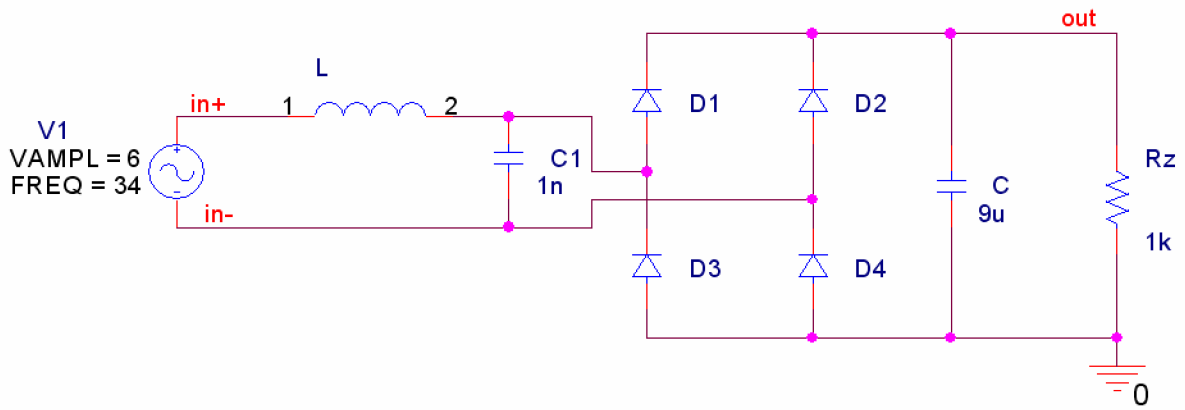 out
L
in+
1
2
D1
D2
V1
VAMPL = 6
FREQ = 34
C1
1n
Rz
C
9u
in-
1k
D3
D4
0